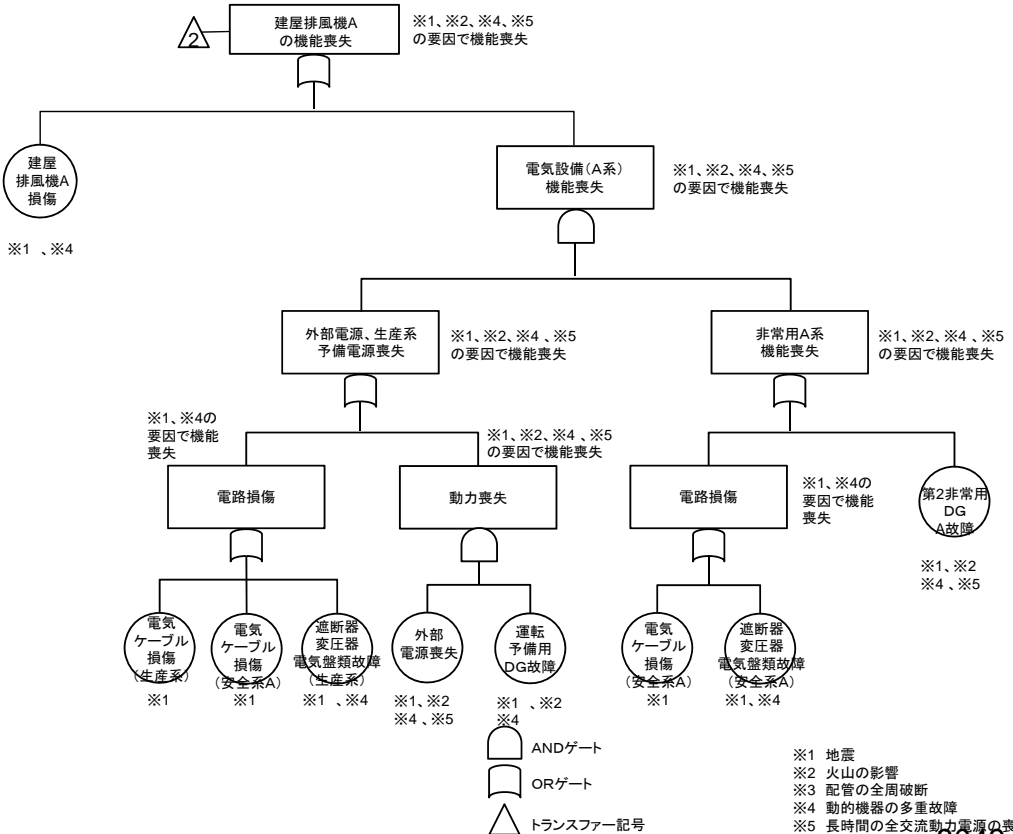 建屋排風機A
の機能喪失
※1、※2、※4、※5
の要因で機能喪失
2
建屋
排風機A
損傷
※1 、※4
電気設備(A系)
機能喪失
※1、※2、※4、※5
の要因で機能喪失
外部電源、生産系
予備電源喪失
※1、※2、※4 、※5
の要因で機能喪失
非常用A系
機能喪失
※1、※2、※4 、※5
の要因で機能喪失
※1、※4の
要因で機能
喪失
電路損傷
※1、※2、※4 、※5
の要因で機能喪失
動力喪失
電路損傷
※1、※4の
要因で機能
喪失
第2非常用
DG
A故障
※1、※2
※4 、※5
電気
ケーブル
損傷
(生産系)
※1
電気
ケーブル
損傷
(安全系A)
※1
遮断器
変圧器
電気盤類故障
(生産系)
※1 、※4
外部
電源喪失
※1、※2
※4 、※5
運転
予備用
DG故障
※1 、※2
※4
電気
ケーブル
損傷
(安全系A)
※1
遮断器
変圧器
電気盤類故障
(安全系A)
※1、※4
ANDゲート
ORゲート
トランスファー記号
※1 地震
※2 火山の影響
※3 配管の全周破断
※4 動的機器の多重故障
※5 長時間の全交流動力電源の喪